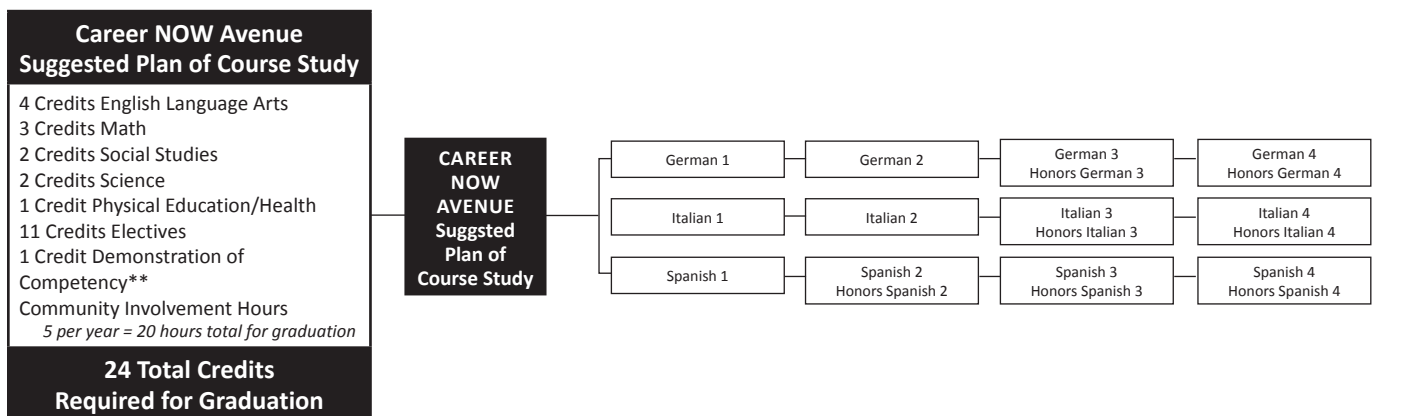 Career NOW Avenue
Suggested Plan of Course Study
4 Credits English Language Arts
3 Credits Math
2 Credits Social Studies
2 Credits Science
1 Credit Physical Education/Health
11 Credits Electives
1 Credit Demonstration of
Competency**
Community Involvement Hours
5 per year = 20 hours total for graduation
24 Total Credits
Required for Graduation
CAREER
NOW
AVENUE
Suggsted
Plan of
Course Study
German 1
German 2
German 3
Honors German 3
German 4
Honors German 4
Italian 1
Italian 2
Italian 3
Honors Italian 3
Italian 4
Honors Italian 4
Spanish 1
Spanish 2
Honors Spanish 2
Spanish 3
Honors Spanish 3
Spanish 4
Honors Spanish 4